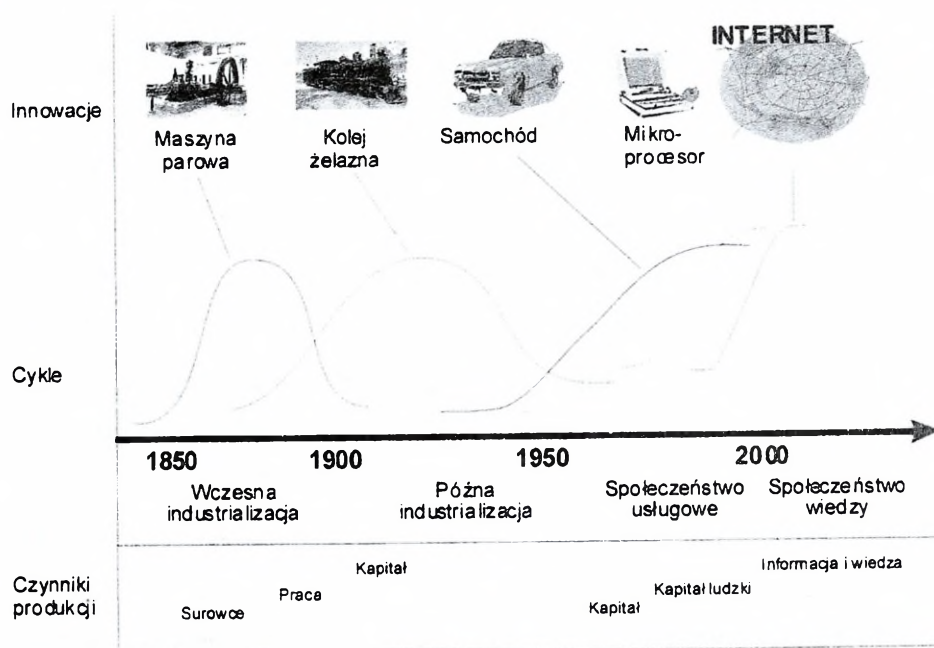 INTERNET
Innowacje
Maszyna
parowa
Kolej
żelazna
Samochód
Mikro-
procesor
Cykle
1850
1900
1950
2000
Wczesna
industrializacja
Późna
industrializacja
Społeczeństwo
usługowe
Społeczeństwo
wiedzy
Czynniki
produkcji
Surowce
Praca
Kapitał
Kapitał
Kapitał ludzki
Informacja i wiedza